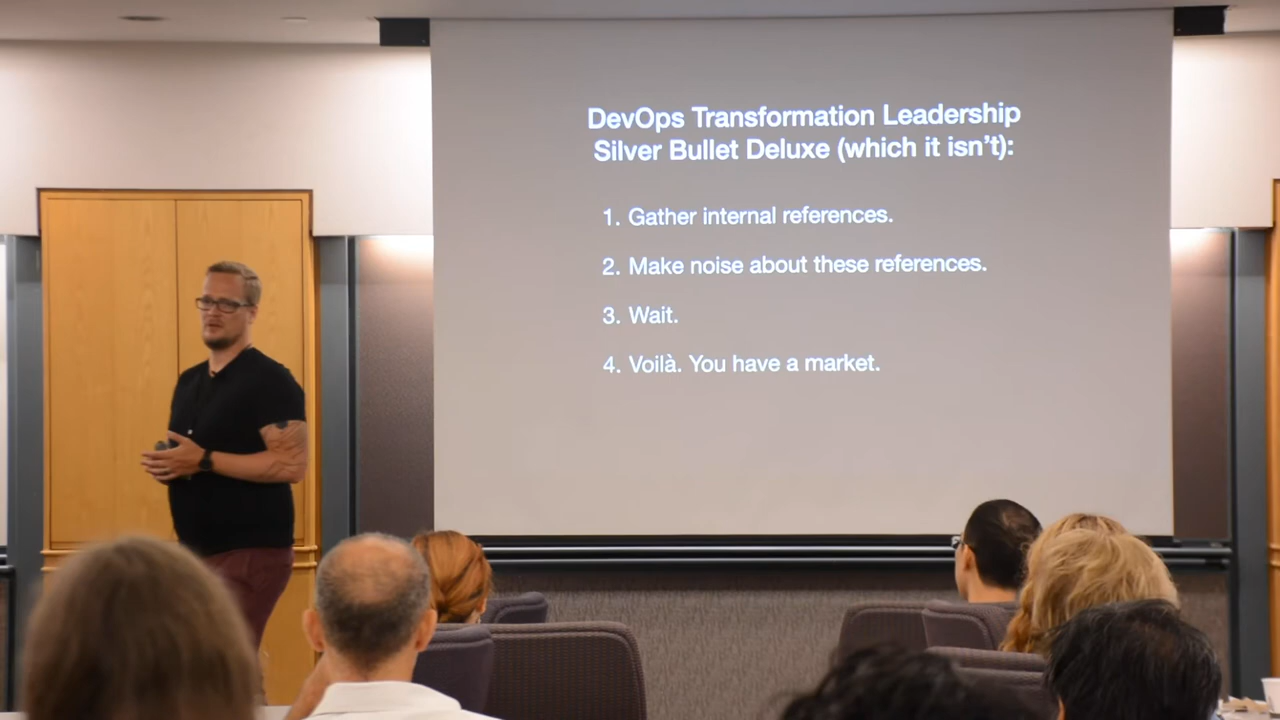 DevOps Transformation Leadership
Silver Bullet Deluxe (which it isn’t):
1. Gather internal references.
2. Make noise about these references.
3. Wait.
4. Voilà. You have a market.